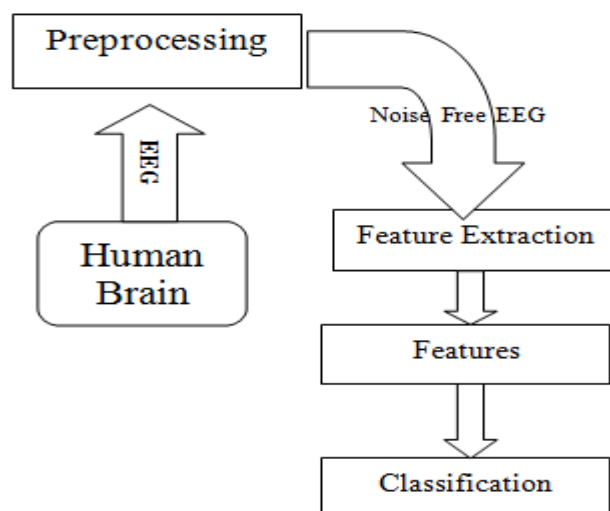 Preprocessing
Noise Free EEG
EEG
Feature Extraction
Human
Brain
Features
Classification